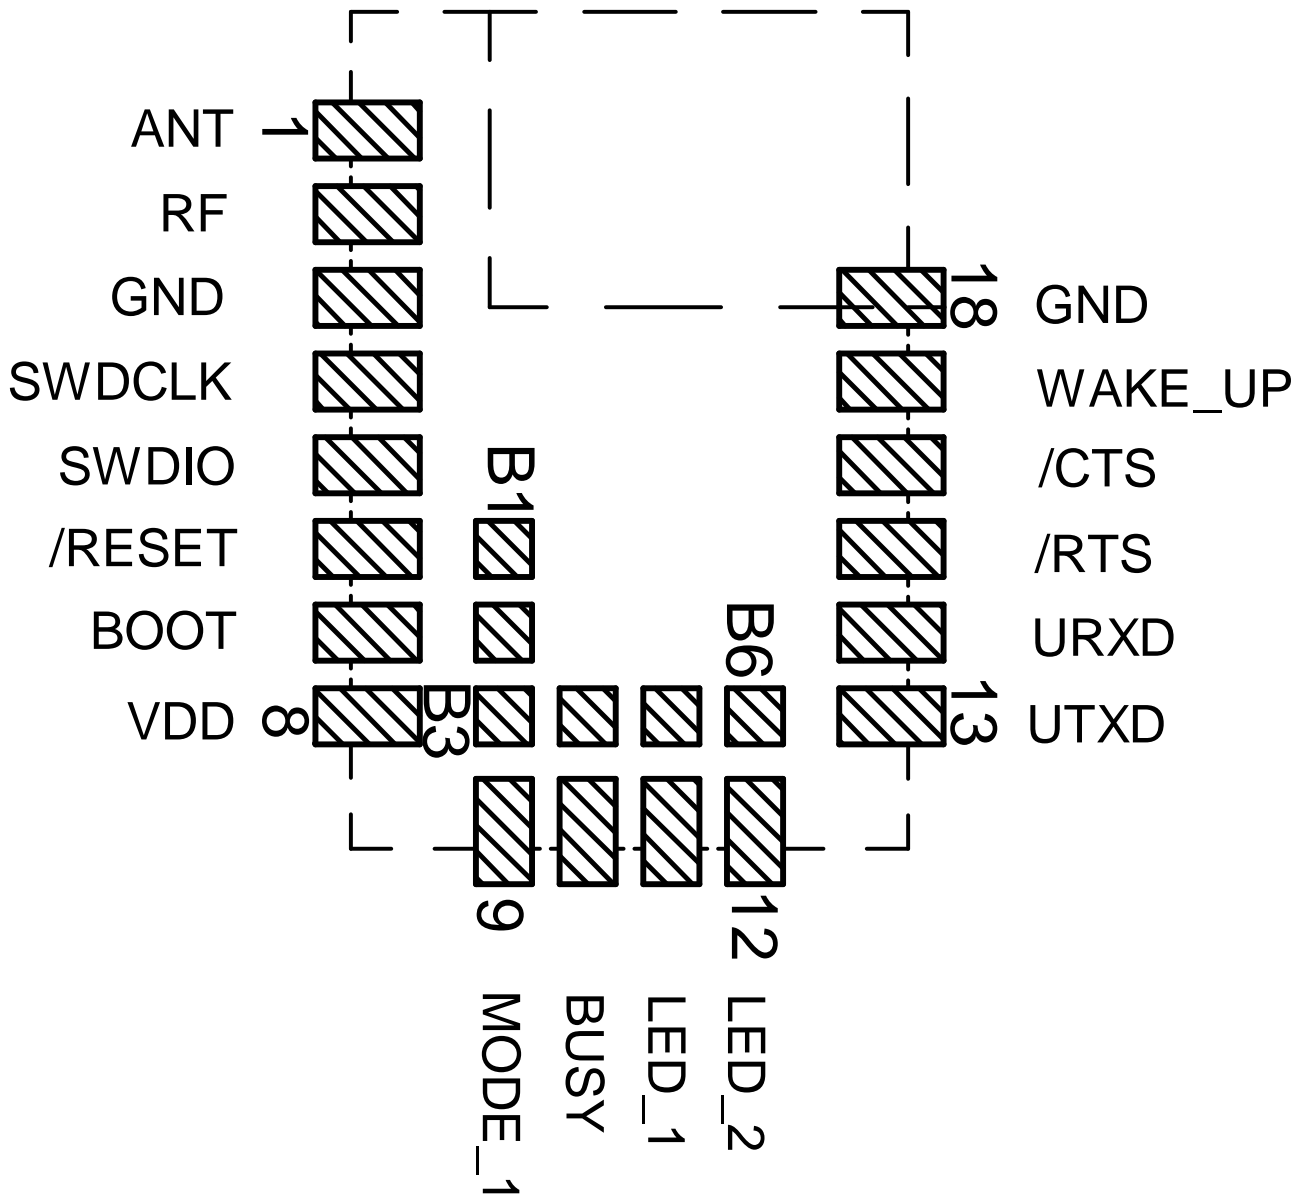 ANT 1
RF
GND
SWDCLK
SWDIO
/RESET
BOOT
VDD 8
B1
B3
B6
18 GND
WAKE_UP
/CTS
/RTS
URXD
13 UTXD
9
12
MODE_1
BUSY
LED_1
LED_2